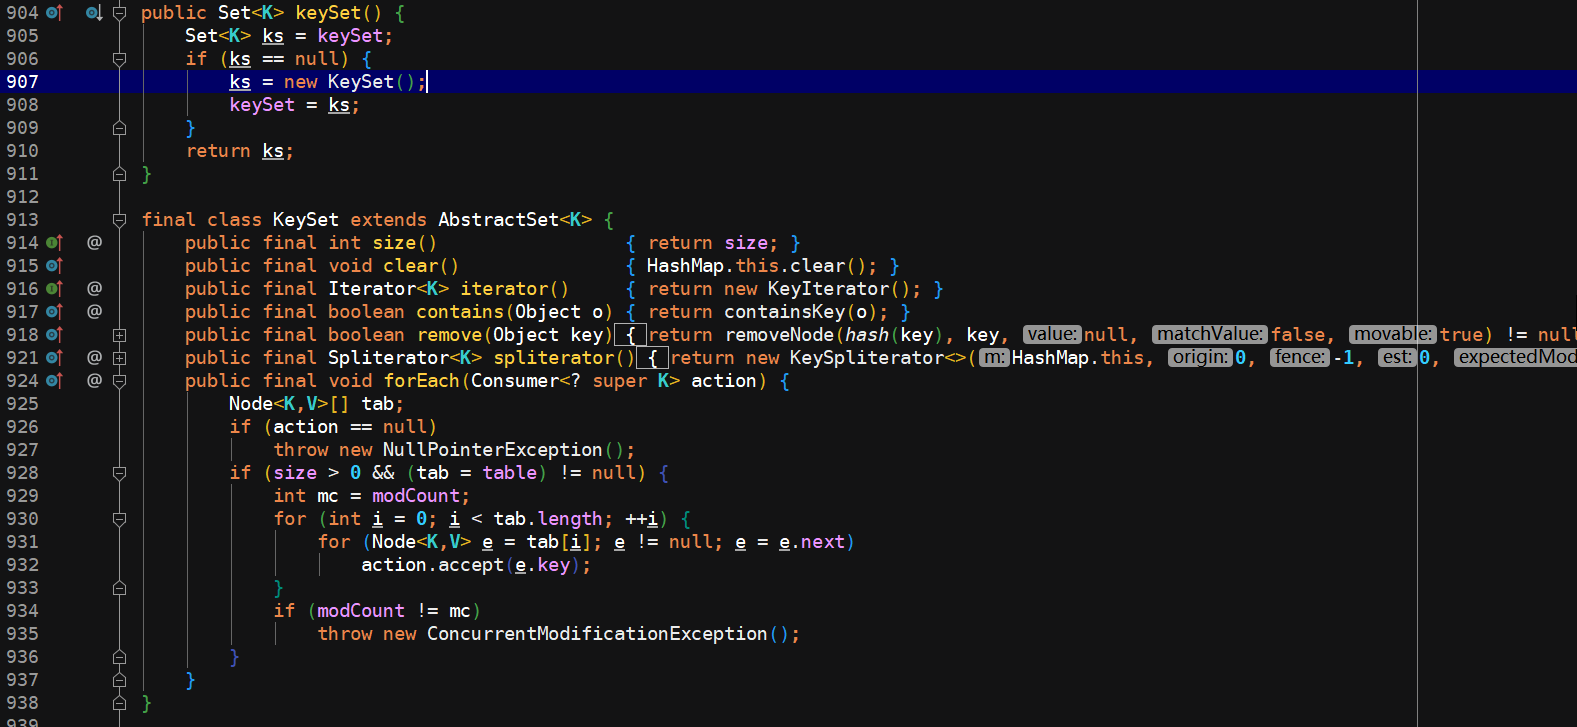 904 public Set<K> keySet() {
905 Set<K> ks = keySet;
906 if (ks == null) {
907 ks = new KeySet();
908 keySet = ks;
909 }
910 return ks;
911 }
912
913 final class KeySet extends AbstractSet<K> {
914 @ public final int size() { return size; }
915 public final void clear() { HashMap.this.clear(); }
916 @ public final Iterator<K> iterator() { return new KeyIterator(); }
917 @ public final boolean contains(Object o) { return containsKey(o); }
918 public final boolean remove(Object key) { return removeNode(hash(key), key, value: null, matchValue: false, movable: true) != null
921 @ public final Spliterator<K> spliterator() { return new KeySpliterator<>( m: HashMap.this, origin: 0, fence: -1, est: 0, expectedMod
924 @ public final void forEach(Consumer<? super K> action) {
925 Node<K,V>[] tab;
926 if (action == null)
927 throw new NullPointerException();
928 if (size > 0 && (tab = table) != null) {
929 int mc = modCount;
930 for (int i = 0; i < tab.length; ++i) {
931 for (Node<K,V> e = tab[i]; e != null; e = e.next)
932 action.accept(e.key);
933 }
934 if (modCount != mc)
935 throw new ConcurrentModificationException();
936 }
937 }
938 }
939